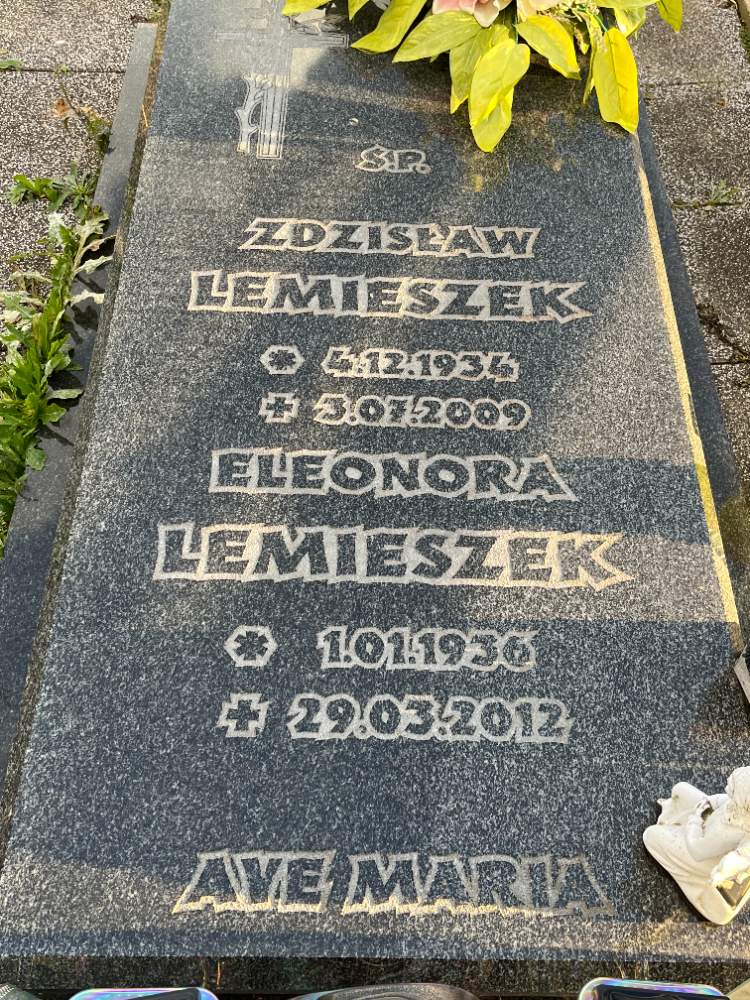 Ś.P.
ZDZISŁAW
LEMIESZEK
* 4.12.1934
+ 3.07.2009
ELEONORA
LEMIESZEK
* 1.01.1936
+ 29.03.2012
AVE MARIA